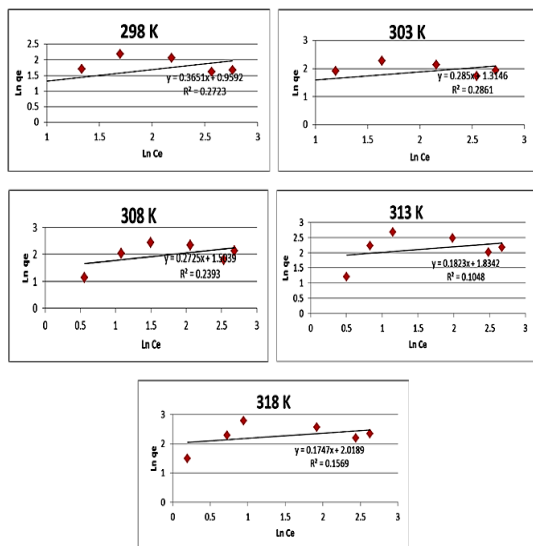 298 K
Ln qe
2.5
2
1.5
1
0.5
0
y = 0.3651x + 0.9592
R² = 0.2723
1 1.5 2 2.5 3
Ln Ce
303 K
Ln qe
3
2
1
0
y = 0.285x + 1.3146
R² = 0.2861
1 1.5 2 2.5 3
Ln Ce
308 K
Ln qe
3
2
1
0
R² = 0.2393
0 0.5 1 1.5 2 2.5 3
Ln Ce
313 K
Ln qe
3
2
1
0
y = 0.1823x + 1.8342
R² = 0.1048
0 0.5 1 1.5 2 2.5 3
Ln Ce
318 K
Ln qe
3
2
1
0
y = 0.1747x + 2.0189
R² = 0.1569
0 0.5 1 1.5 2 2.5 3
Ln Ce